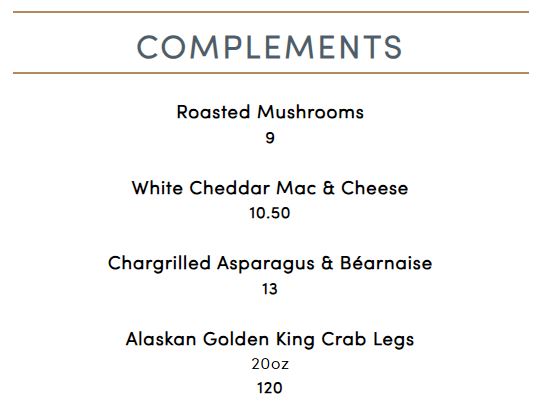 COMPLEMENTS
Roasted Mushrooms
9
White Cheddar Mac & Cheese
10.50
Chargrilled Asparagus & Béarnaise
13
Alaskan Golden King Crab Legs
20oz
120